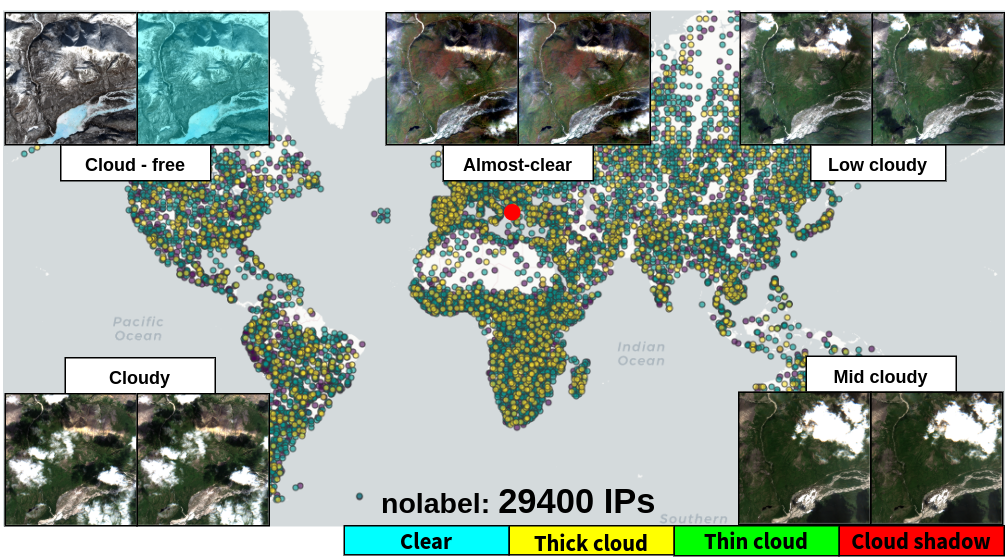 Cloud - free
Almost-clear
Low cloudy
Pacific
Ocean
Indian
Ocean
Cloudy
Mid cloudy
nolabel: 29400 IPs
Southern
Clear
Thick cloud
Thin cloud
Cloud shadow